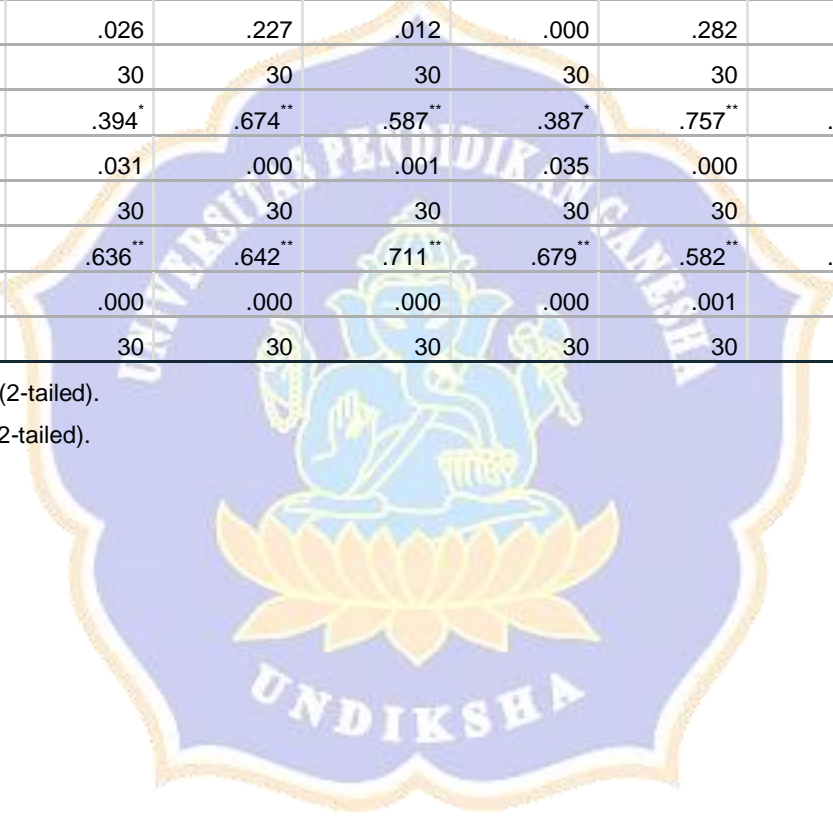 .026 .227 .012 .000 .282
30 30 30 30 30
.394* .674** .587** .387* .757** .
.031 .000 .001 .035 .000
30 30 30 30 30
.636** .642** .711** .679** .582** .
.000 .000 .000 .000 .001
30 30 30 30 30
(2-tailed).
2-tailed).
UNIVERSITAS PENDIDIKAN GANESHA
UNDIKSHA